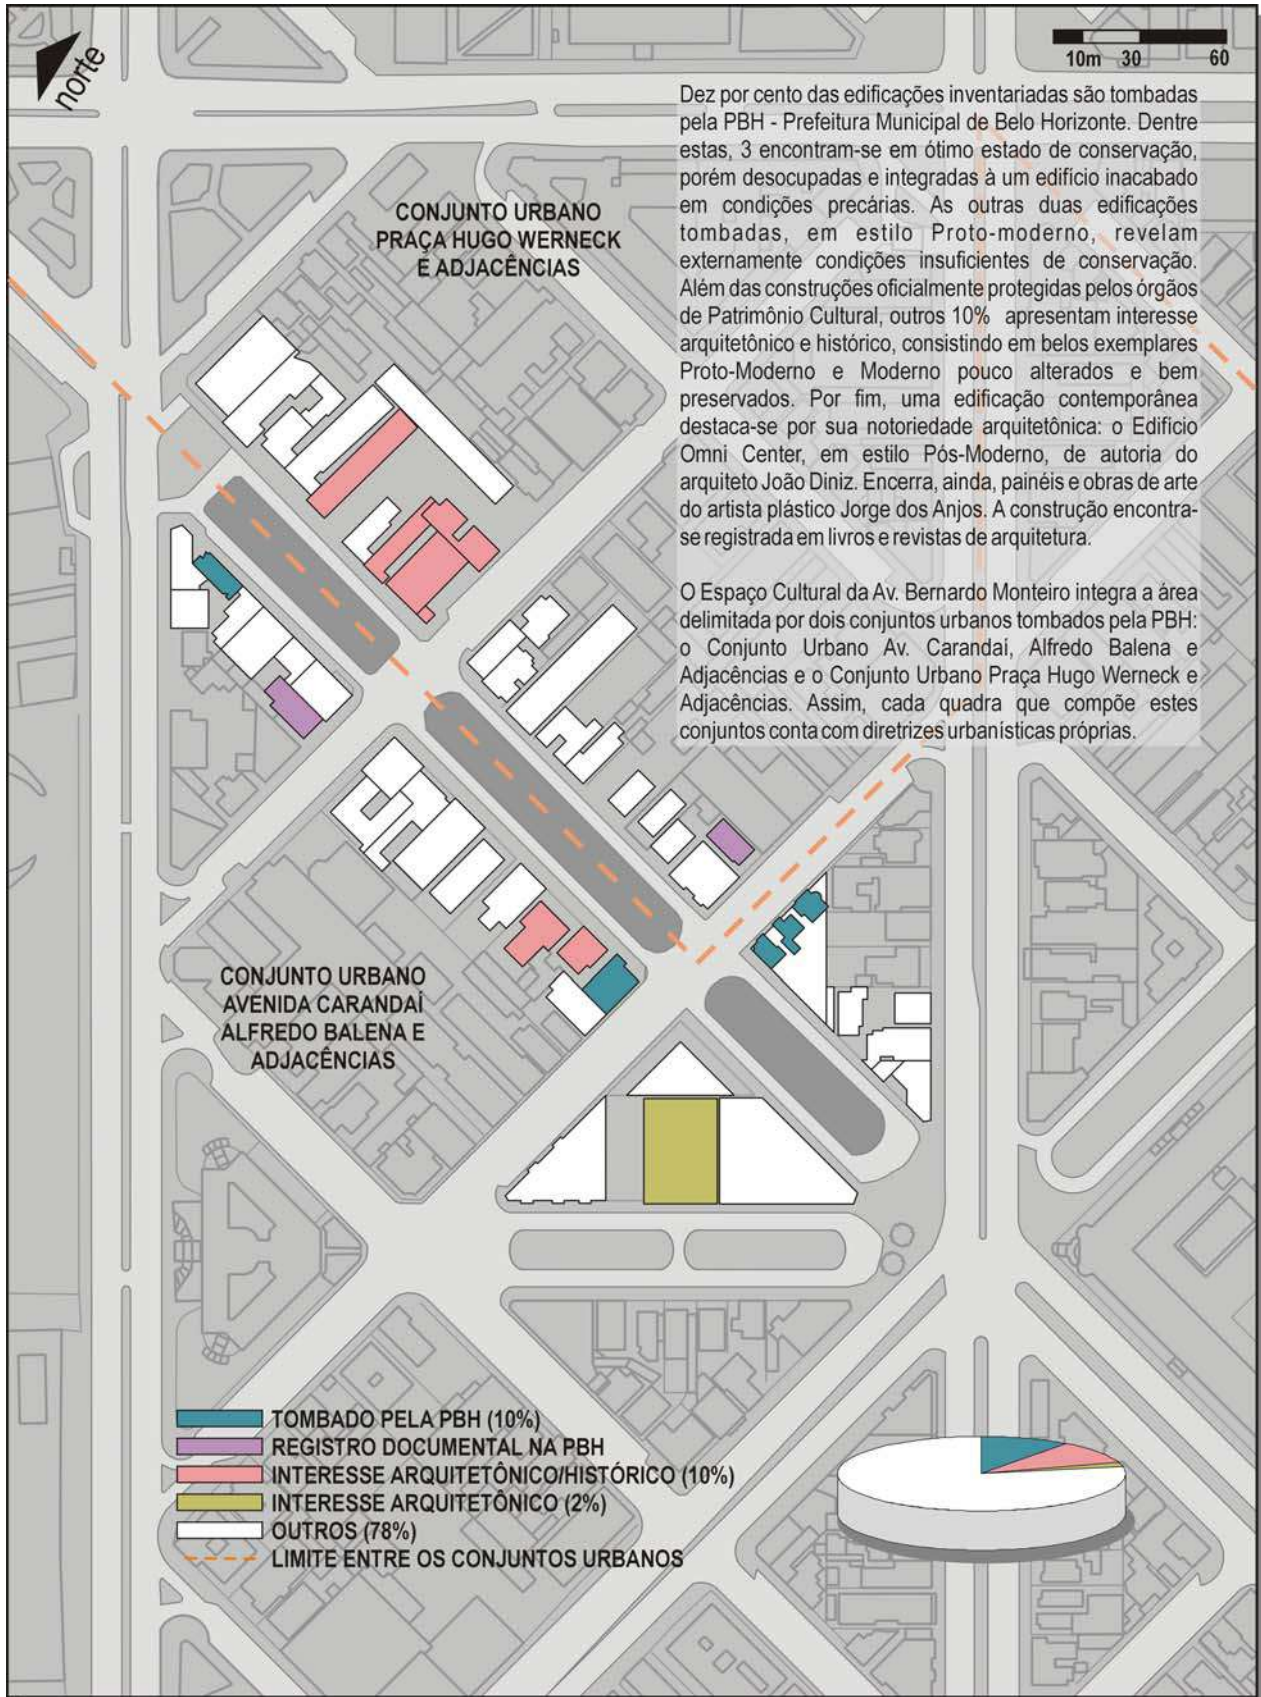 norte
10m 30 60
Dez por cento das edificações inventariadas são tombadas
pela PBH - Prefeitura Municipal de Belo Horizonte. Dentre
estas, 3 encontram-se em ótimo estado de conservação,
porém desocupadas e integradas à um edifício inacabado
em condições precárias. As outras duas edificações
tombadas, em estilo Proto-moderno, revelam
externamente condições insuficientes de conservação.
Além das construções oficialmente protegidas pelos órgãos
de Patrimônio Cultural, outros 10% apresentam interesse
arquitetônico e histórico, consistindo em belos exemplares
Proto-Moderno e Moderno pouco alterados e bem
preservados. Por fim, uma edificação contemporânea
destaca-se por sua notoriedade arquitetônica: o Edifício
Omni Center, em estilo Pós-Moderno, de autoria do
arquiteto João Diniz. Encerra, ainda, painéis e obras de arte
do artista plástico Jorge dos Anjos. A construção encontra-
se registrada em livros e revistas de arquitetura.
O Espaço Cultural da Av. Bernardo Monteiro integra a área
delimitada por dois conjuntos urbanos tombados pela PBH:
o Conjunto Urbano Av. Carandaí, Alfredo Balena e
Adjacências e o Conjunto Urbano Praça Hugo Werneck e
Adjacências. Assim, cada quadra que compõe estes
conjuntos conta com diretrizes urbanísticas próprias.
CONJUNTO URBANO
PRAÇA HUGO WERNECK
E ADJACÊNCIAS
CONJUNTO URBANO
AVENIDA CARANDAÍ
ALFREDO BALENA E
ADJACÊNCIAS
TOMBADO PELA PBH (10%)
REGISTRO DOCUMENTAL NA PBH
INTERESSE ARQUITETÔNICO/HISTÓRICO (10%)
INTERESSE ARQUITETÔNICO (2%)
OUTROS (78%)
LIMITE ENTRE OS CONJUNTOS URBANOS